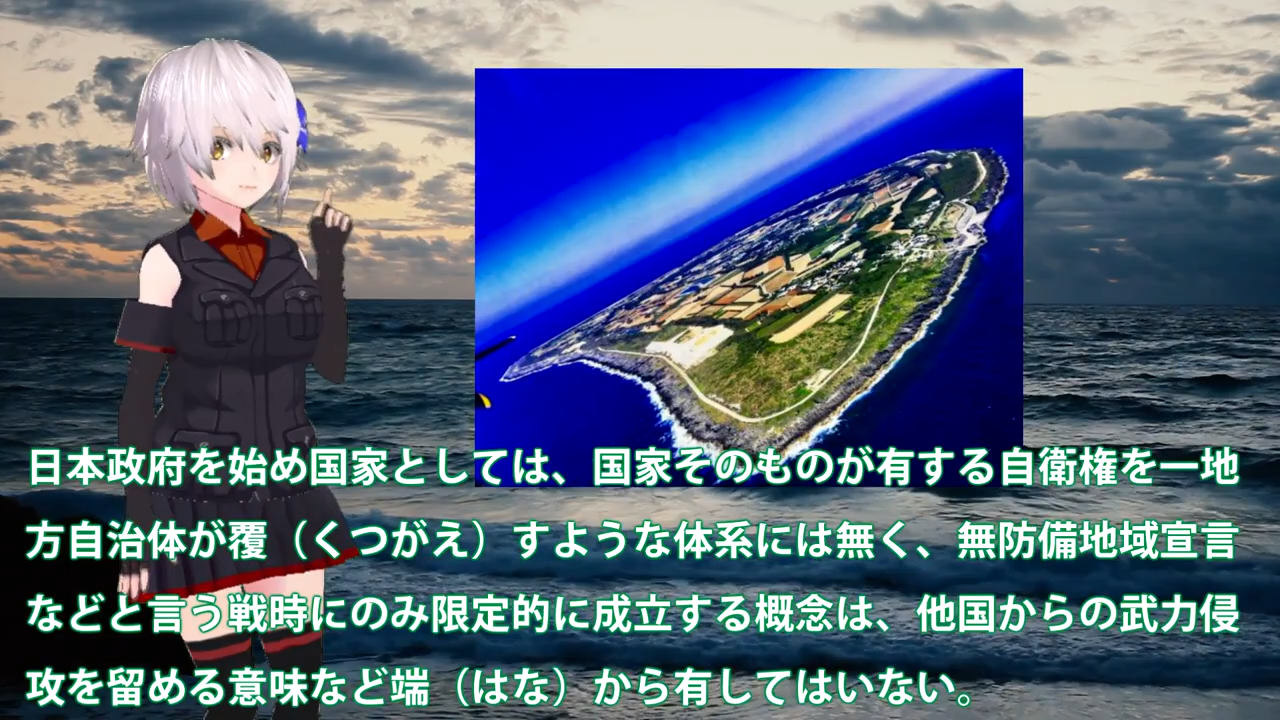 日本政府を始め国家としては、国家そのものが有する自衛権を一地
方自治体が覆（くつがえ）すような体系には無く、無防備地域宣言
などと言う戦時にのみ限定的に成立する概念は、他国からの武力侵
攻を留める意味など端（はな）から有してはいない。